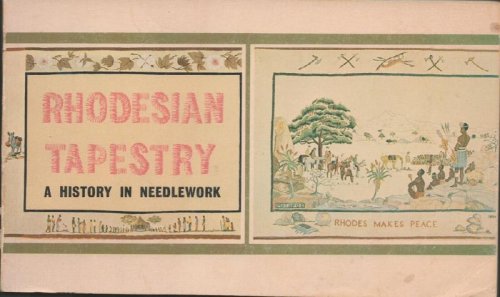 RHODESIAN
TAPESTRY
A HISTORY IN NEEDLEWORK
RHODES MAKES PEACE